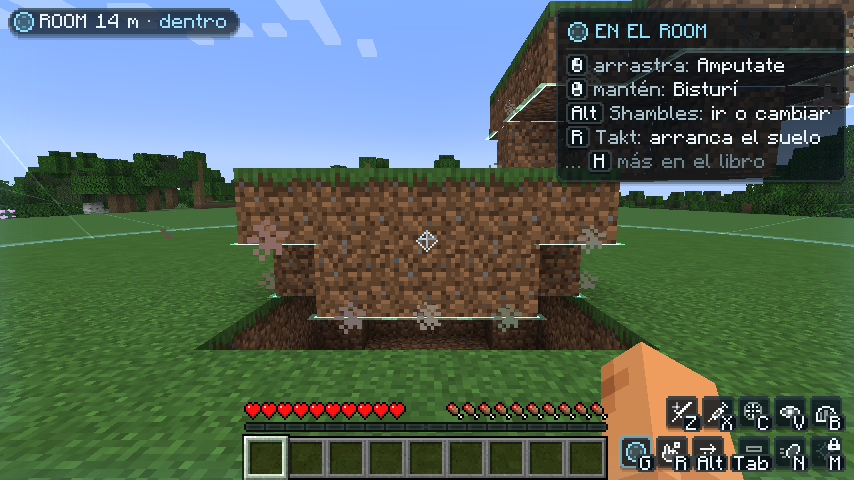 ROOM 14 m · dentro
EN EL ROOM
arrastra: Amputate
mantén: Bisturí
Alt Shambles: ir o cambiar
R Takt: arranca el suelo
... H más en el libro
Z X C V B
G R Alt Tab N M